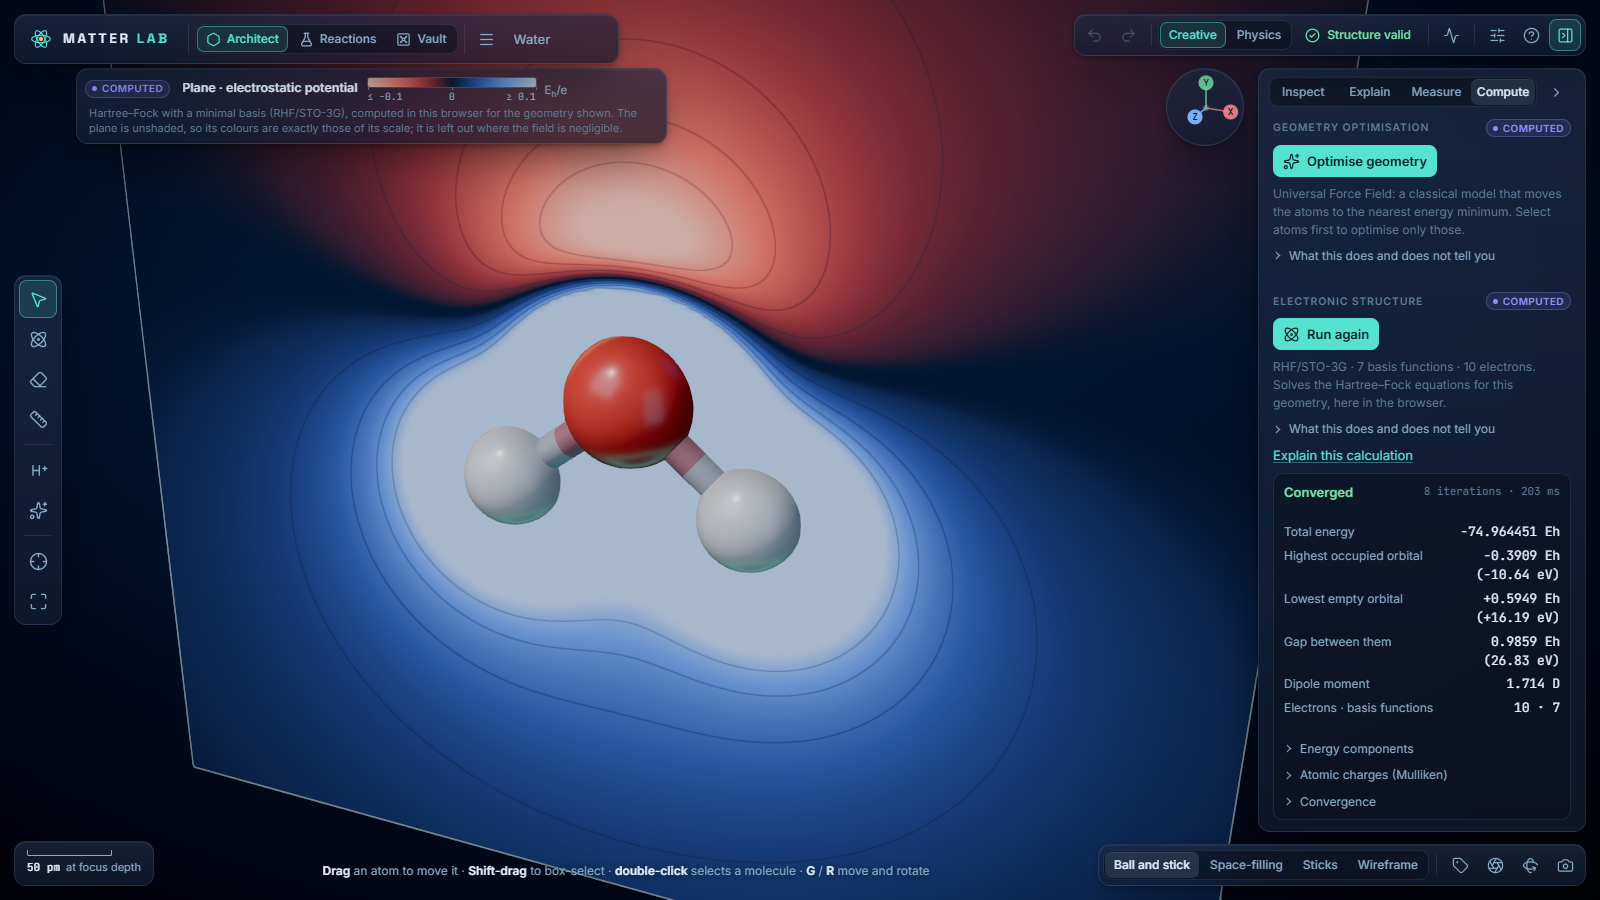 MATTER LAB
Architect
Reactions
Vault
Water
Creative
Physics
Structure valid
COMPUTED
Plane · electrostatic potential
≤ -0.1
0
≥ 0.1
Eh/e
Hartree–Fock with a minimal basis (RHF/STO-3G), computed in this browser for the geometry shown. The
plane is unshaded, so its colours are exactly those of its scale; it is left out where the field is negligible.
Y
X
Z
Inspect
Explain
Measure
Compute
GEOMETRY OPTIMISATION
COMPUTED
Optimise geometry
Universal Force Field: a classical model that moves
the atoms to the nearest energy minimum. Select
atoms first to optimise only those.
What this does and does not tell you
ELECTRONIC STRUCTURE
COMPUTED
Run again
RHF/STO-3G · 7 basis functions · 10 electrons.
Solves the Hartree–Fock equations for this
geometry, here in the browser.
What this does and does not tell you
Explain this calculation
Converged
8 iterations · 203 ms
Total energy
-74.964451 Eh
Highest occupied orbital
-0.3909 Eh
(-10.64 eV)
Lowest empty orbital
+0.5949 Eh
(+16.19 eV)
Gap between them
0.9859 Eh
(26.83 eV)
Dipole moment
1.714 D
Electrons · basis functions
10 · 7
Energy components
Atomic charges (Mulliken)
Convergence
H+
50 pm at focus depth
Drag an atom to move it · Shift-drag to box-select · double-click selects a molecule · G / R move and rotate
Ball and stick
Space-filling
Sticks
Wireframe